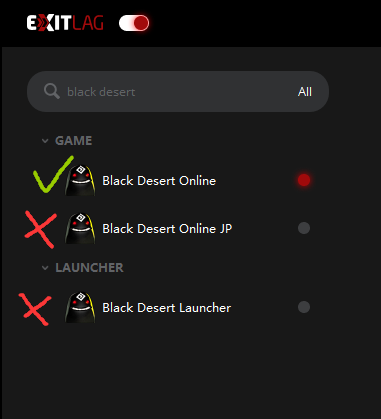 EXITLAG
black desert All
GAME
Black Desert Online
Black Desert Online JP
LAUNCHER
Black Desert Launcher